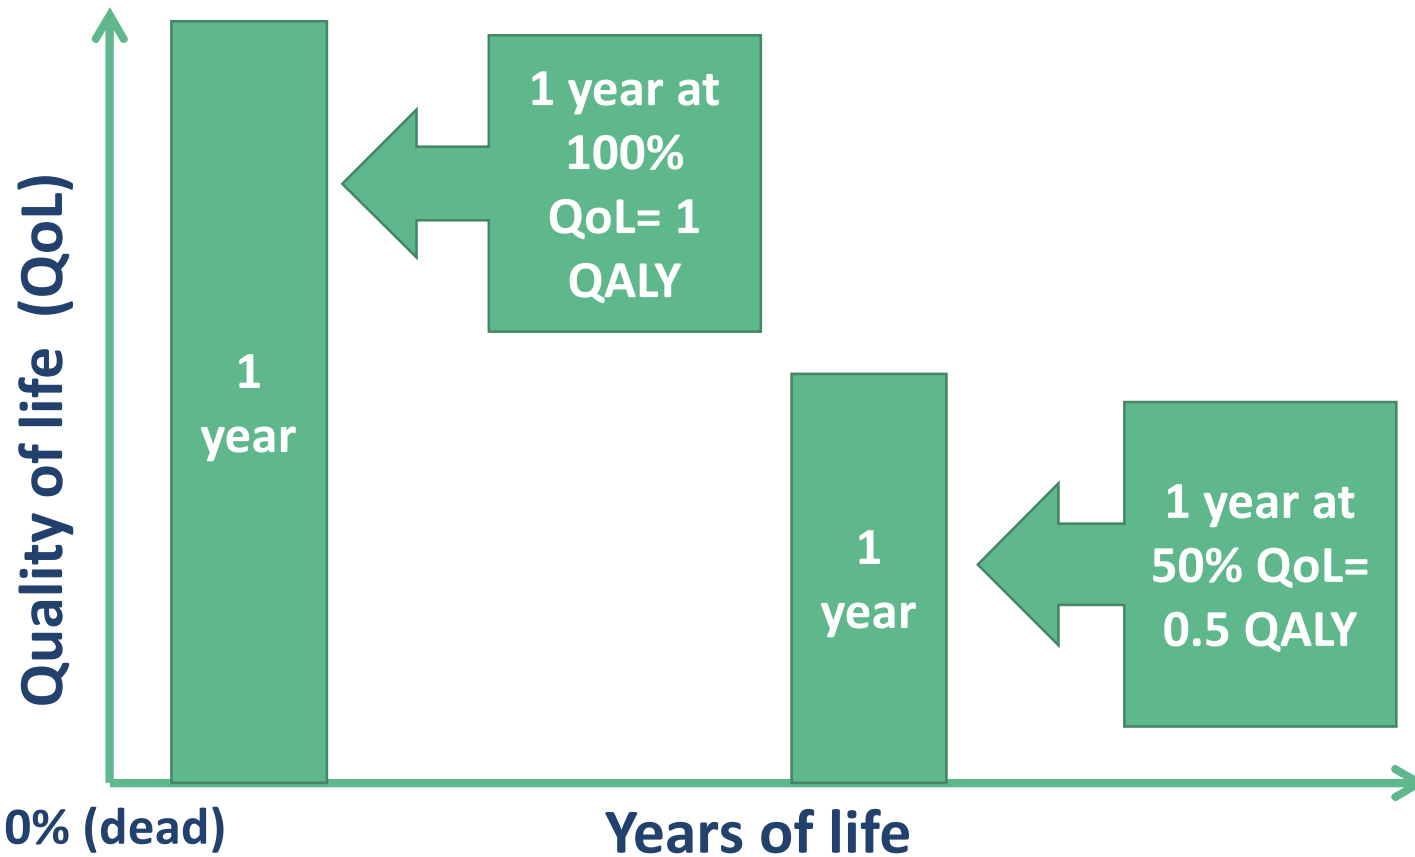 Quality of life (QoL)
1
year
1 year at
100%
QoL= 1
QALY
1
year
1 year at
50% QoL=
0.5 QALY
0% (dead)
Years of life